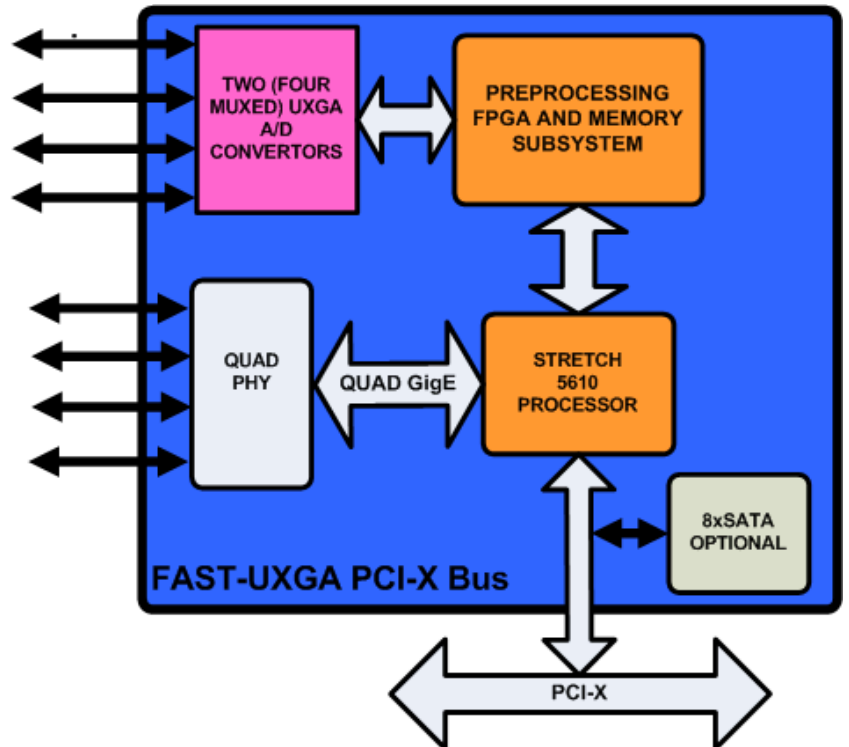 TWO (FOUR
MUXED) UXGA
A/D
CONVERTORS
PREPROCESSING
FPGA AND MEMORY
SUBSYSTEM
QUAD
PHY
QUAD GigE
STRETCH
5610
PROCESSOR
8xSATA
OPTIONAL
FAST-UXGA PCI-X Bus
PCI-X